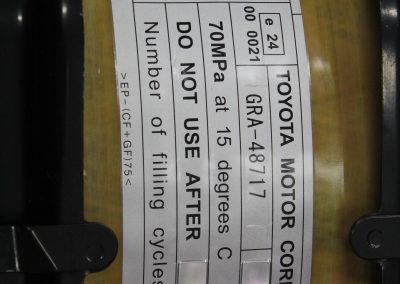 e 24
00 0021
TOYOTA MOTOR CORP
GRA-48717
70MPa at 15 degrees C
DO NOT USE AFTER
Number of filling cycles
>EP-(CF+GF)75<